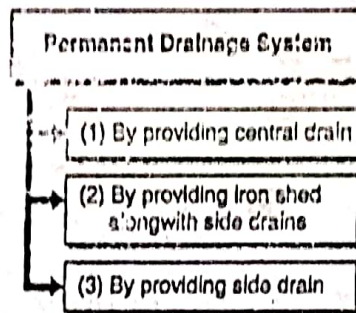 Permanent Drainage System
(1) By providing central drain
(2) By providing iron shed
alongwith side drains
(3) By providing side drain